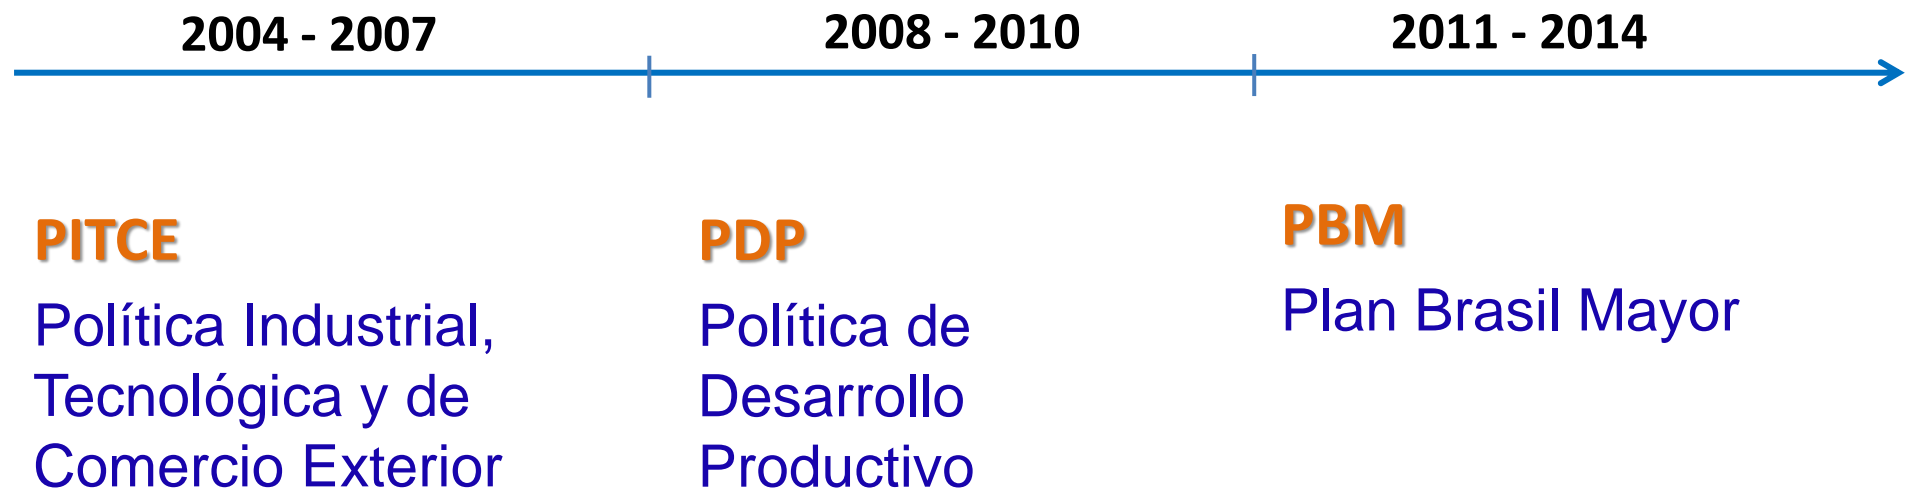 2004 - 2007
2008 - 2010
2011 - 2014
PITCE
Política Industrial,
Tecnológica y de
Comercio Exterior
PDP
Política de
Desarrollo
Productivo
PBM
Plan Brasil Mayor